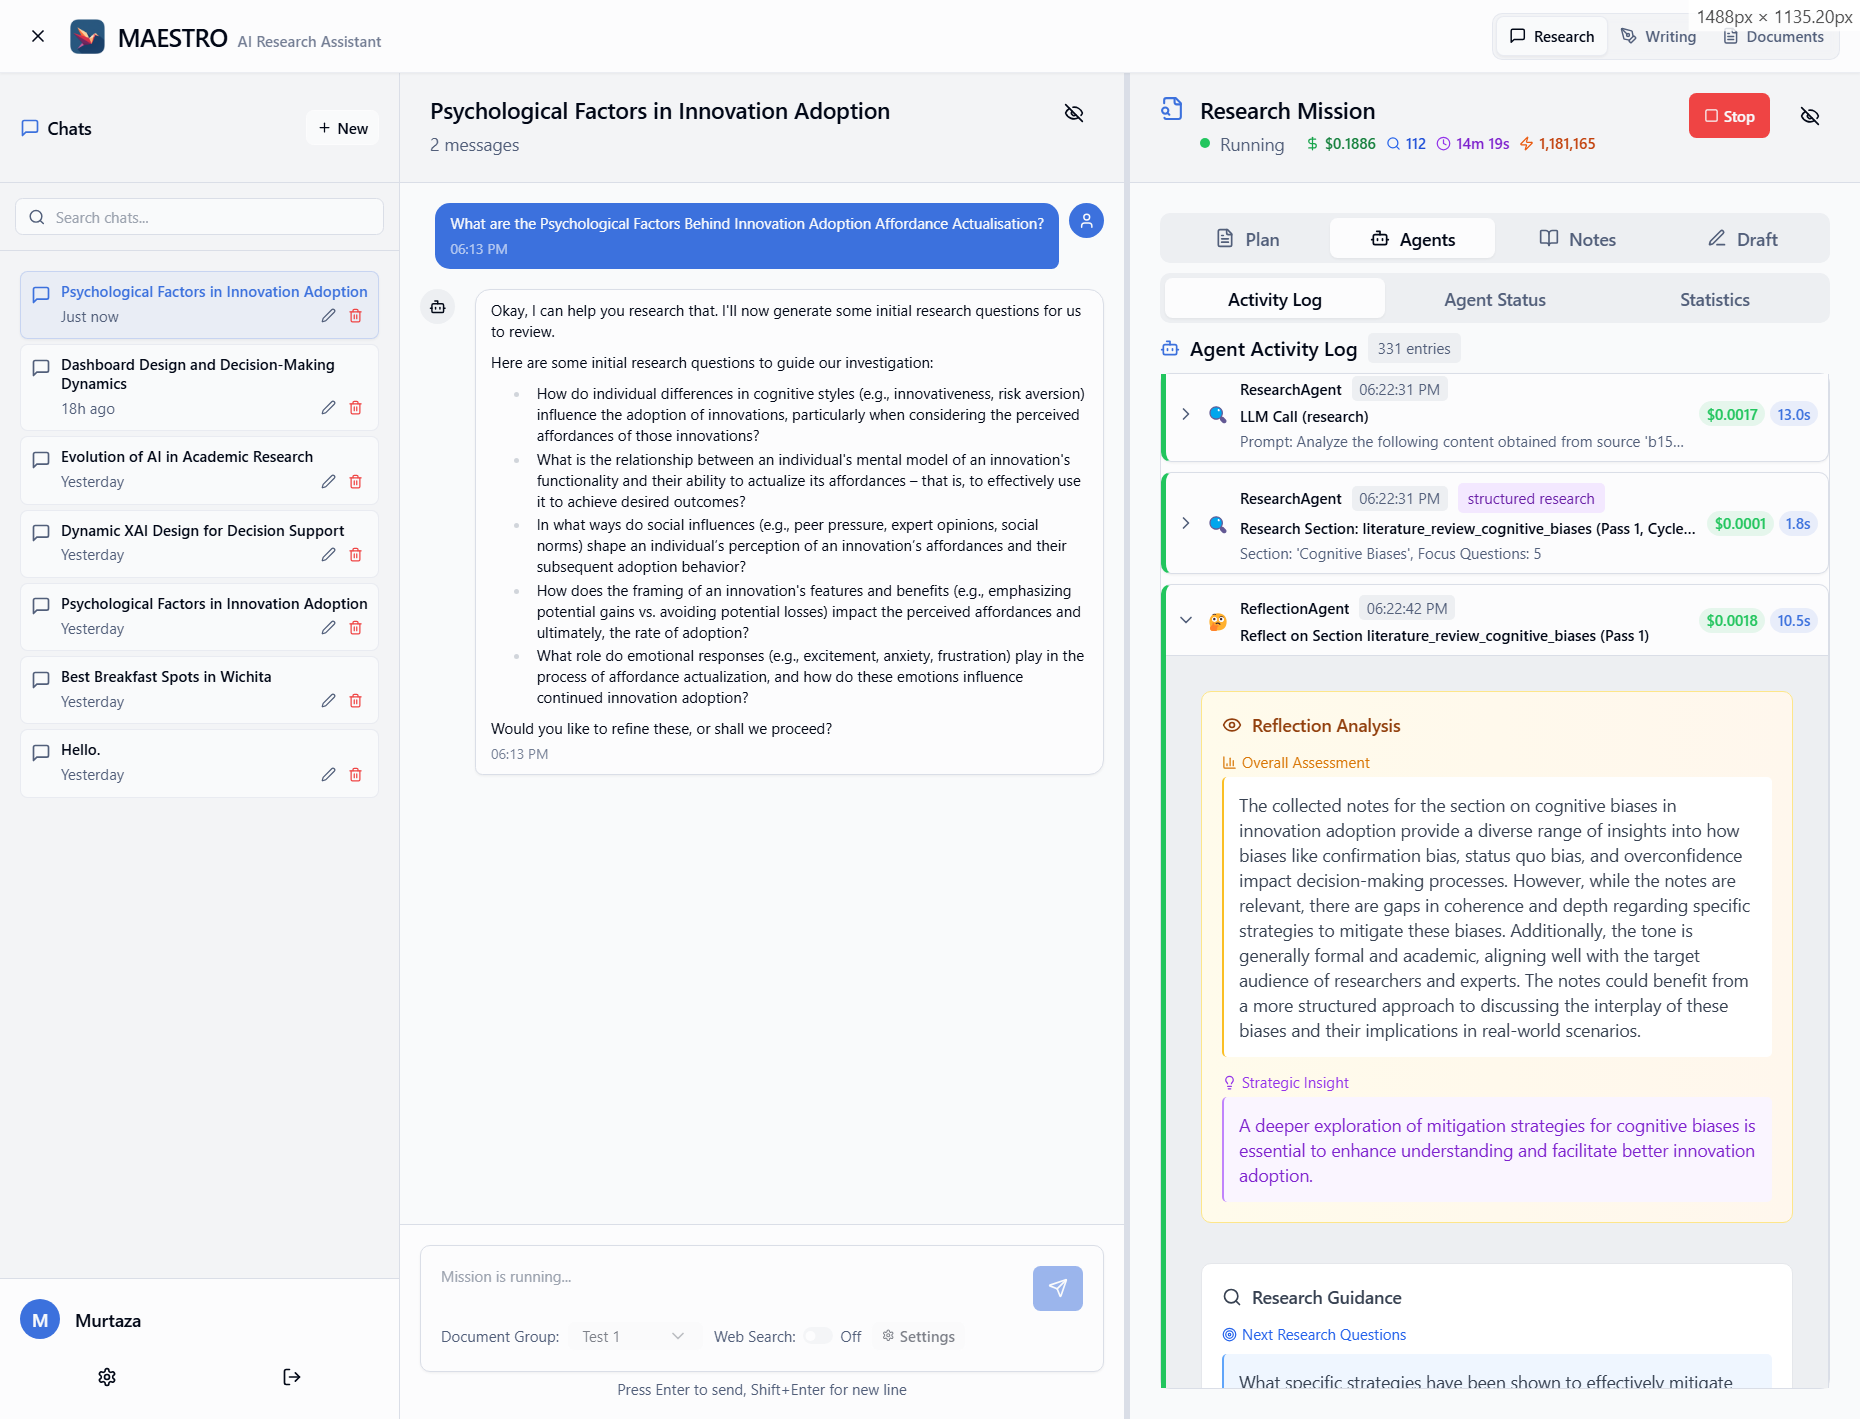 MAESTRO AI Research Assistant
1488px × 1135.20px
Research
Writing
Documents
Chats
+ New
Search chats...
Psychological Factors in Innovation Adoption
Just now
Dashboard Design and Decision-Making
Dynamics
18h ago
Evolution of AI in Academic Research
Yesterday
Dynamic XAI Design for Decision Support
Yesterday
Psychological Factors in Innovation Adoption
Yesterday
Best Breakfast Spots in Wichita
Yesterday
Hello.
Yesterday
M Murtaza
Psychological Factors in Innovation Adoption
2 messages
What are the Psychological Factors Behind Innovation Adoption Affordance Actualisation?
06:13 PM
Okay, I can help you research that. I'll now generate some initial research questions for us
to review.
Here are some initial research questions to guide our investigation:
How do individual differences in cognitive styles (e.g., innovativeness, risk aversion)
influence the adoption of innovations, particularly when considering the perceived
affordances of those innovations?
What is the relationship between an individual's mental model of an innovation's
functionality and their ability to actualize its affordances – that is, to effectively use
it to achieve desired outcomes?
In what ways do social influences (e.g., peer pressure, expert opinions, social
norms) shape an individual's perception of an innovation's affordances and their
subsequent adoption behavior?
How does the framing of an innovation's features and benefits (e.g., emphasizing
potential gains vs. avoiding potential losses) impact the perceived affordances and
ultimately, the rate of adoption?
What role do emotional responses (e.g., excitement, anxiety, frustration) play in the
process of affordance actualization, and how do these emotions influence
continued innovation adoption?
Would you like to refine these, or shall we proceed?
06:13 PM
Mission is running...
Document Group: Test 1 Web Search: Off Settings
Press Enter to send, Shift+Enter for new line
Research Mission
Running $ $0.1886 112 14m 19s 1,181,165
Stop
Plan
Agents
Notes
Draft
Activity Log
Agent Status
Statistics
Agent Activity Log 331 entries
ResearchAgent 06:22:31 PM
LLM Call (research)
$0.0017 13.0s
Prompt: Analyze the following content obtained from source 'b15...
ResearchAgent 06:22:31 PM structured research
Research Section: literature_review_cognitive_biases (Pass 1, Cycle...
$0.0001 1.8s
Section: 'Cognitive Biases', Focus Questions: 5
ReflectionAgent 06:22:42 PM
$0.0018 10.5s
Reflect on Section literature_review_cognitive_biases (Pass 1)
Reflection Analysis
Overall Assessment
The collected notes for the section on cognitive biases in
innovation adoption provide a diverse range of insights into how
biases like confirmation bias, status quo bias, and overconfidence
impact decision-making processes. However, while the notes are
relevant, there are gaps in coherence and depth regarding specific
strategies to mitigate these biases. Additionally, the tone is
generally formal and academic, aligning well with the target
audience of researchers and experts. The notes could benefit from
a more structured approach to discussing the interplay of these
biases and their implications in real-world scenarios.
Strategic Insight
A deeper exploration of mitigation strategies for cognitive biases is
essential to enhance understanding and facilitate better innovation
adoption.
Research Guidance
Next Research Questions
What specific strategies have been shown to effectively mitigate